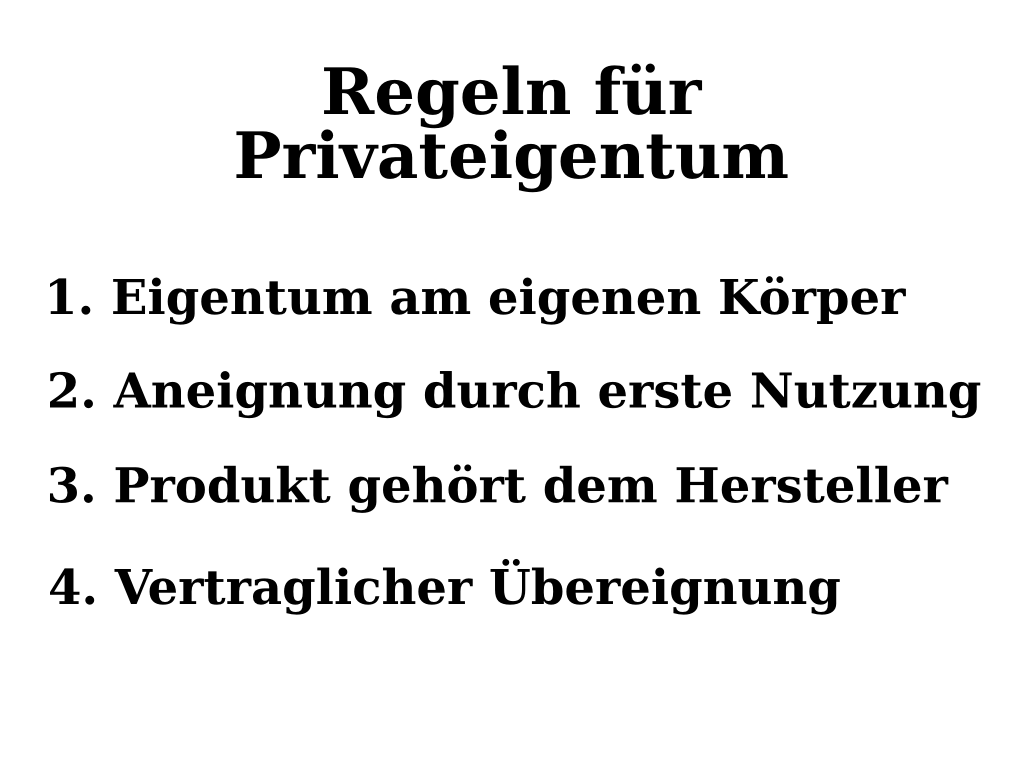 Regeln für
Privateigentum
1. Eigentum am eigenen Körper
2. Aneignung durch erste Nutzung
3. Produkt gehört dem Hersteller
4. Vertraglicher Übereignung